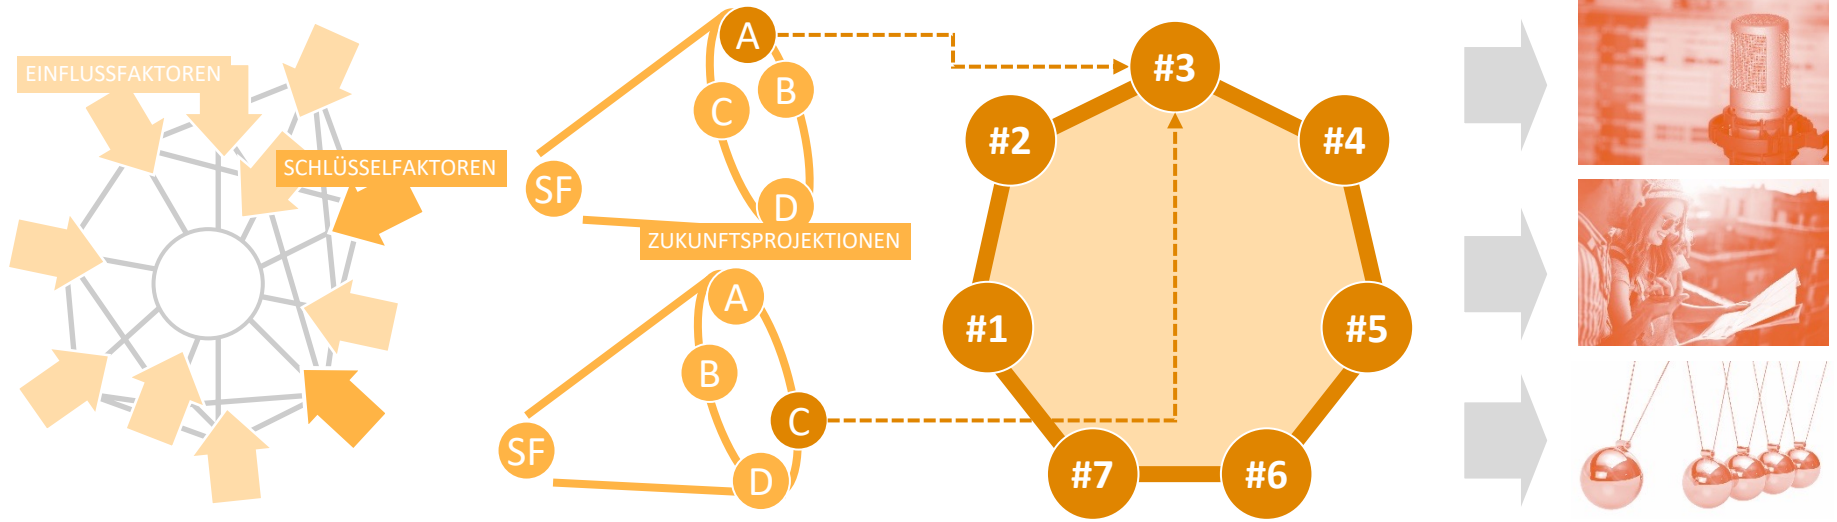 EINFLUSSFAKTOREN
SCHLÜSSELFAKTOREN
SF
A
B
C
D
ZUKUNFTSPROJEKTIONEN
SF
A
B
C
D
#1
#2
#3
#4
#5
#6
#7